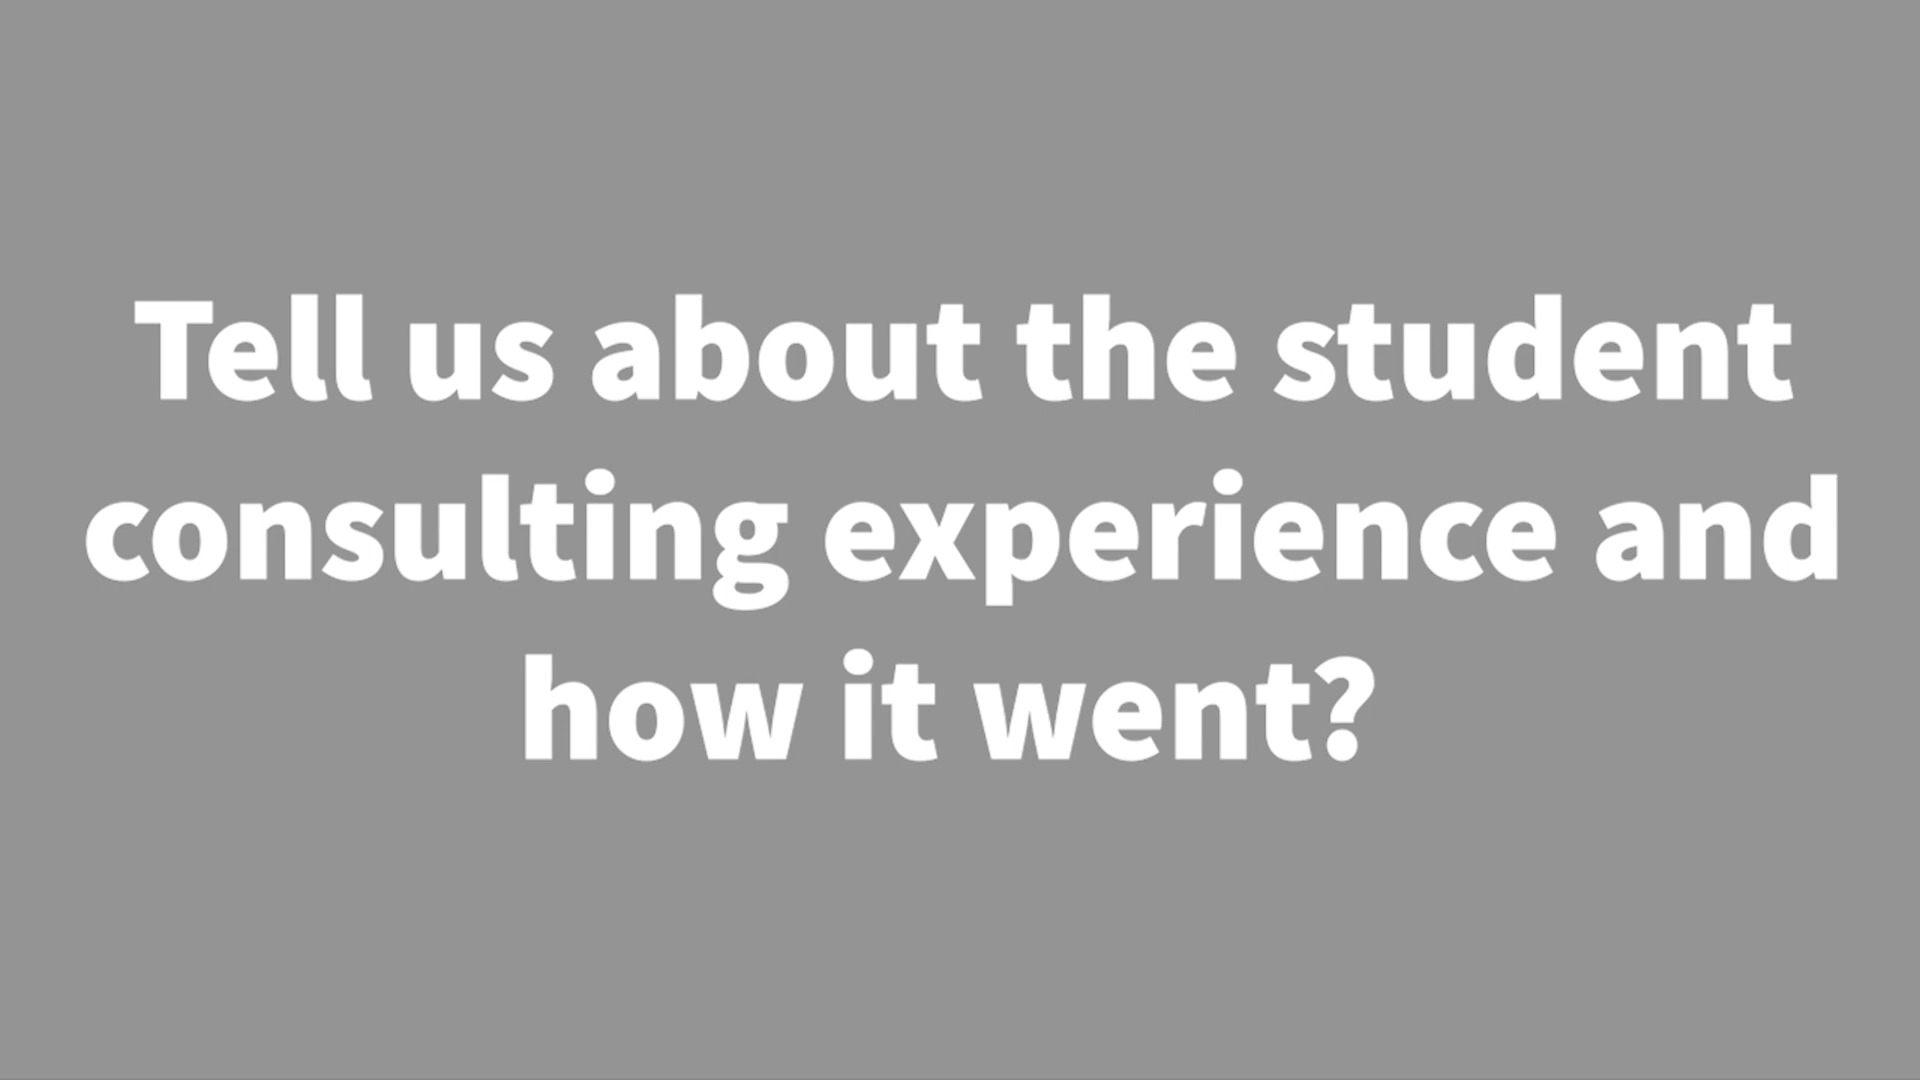 Tell us about the student
consulting experience and
how it went?